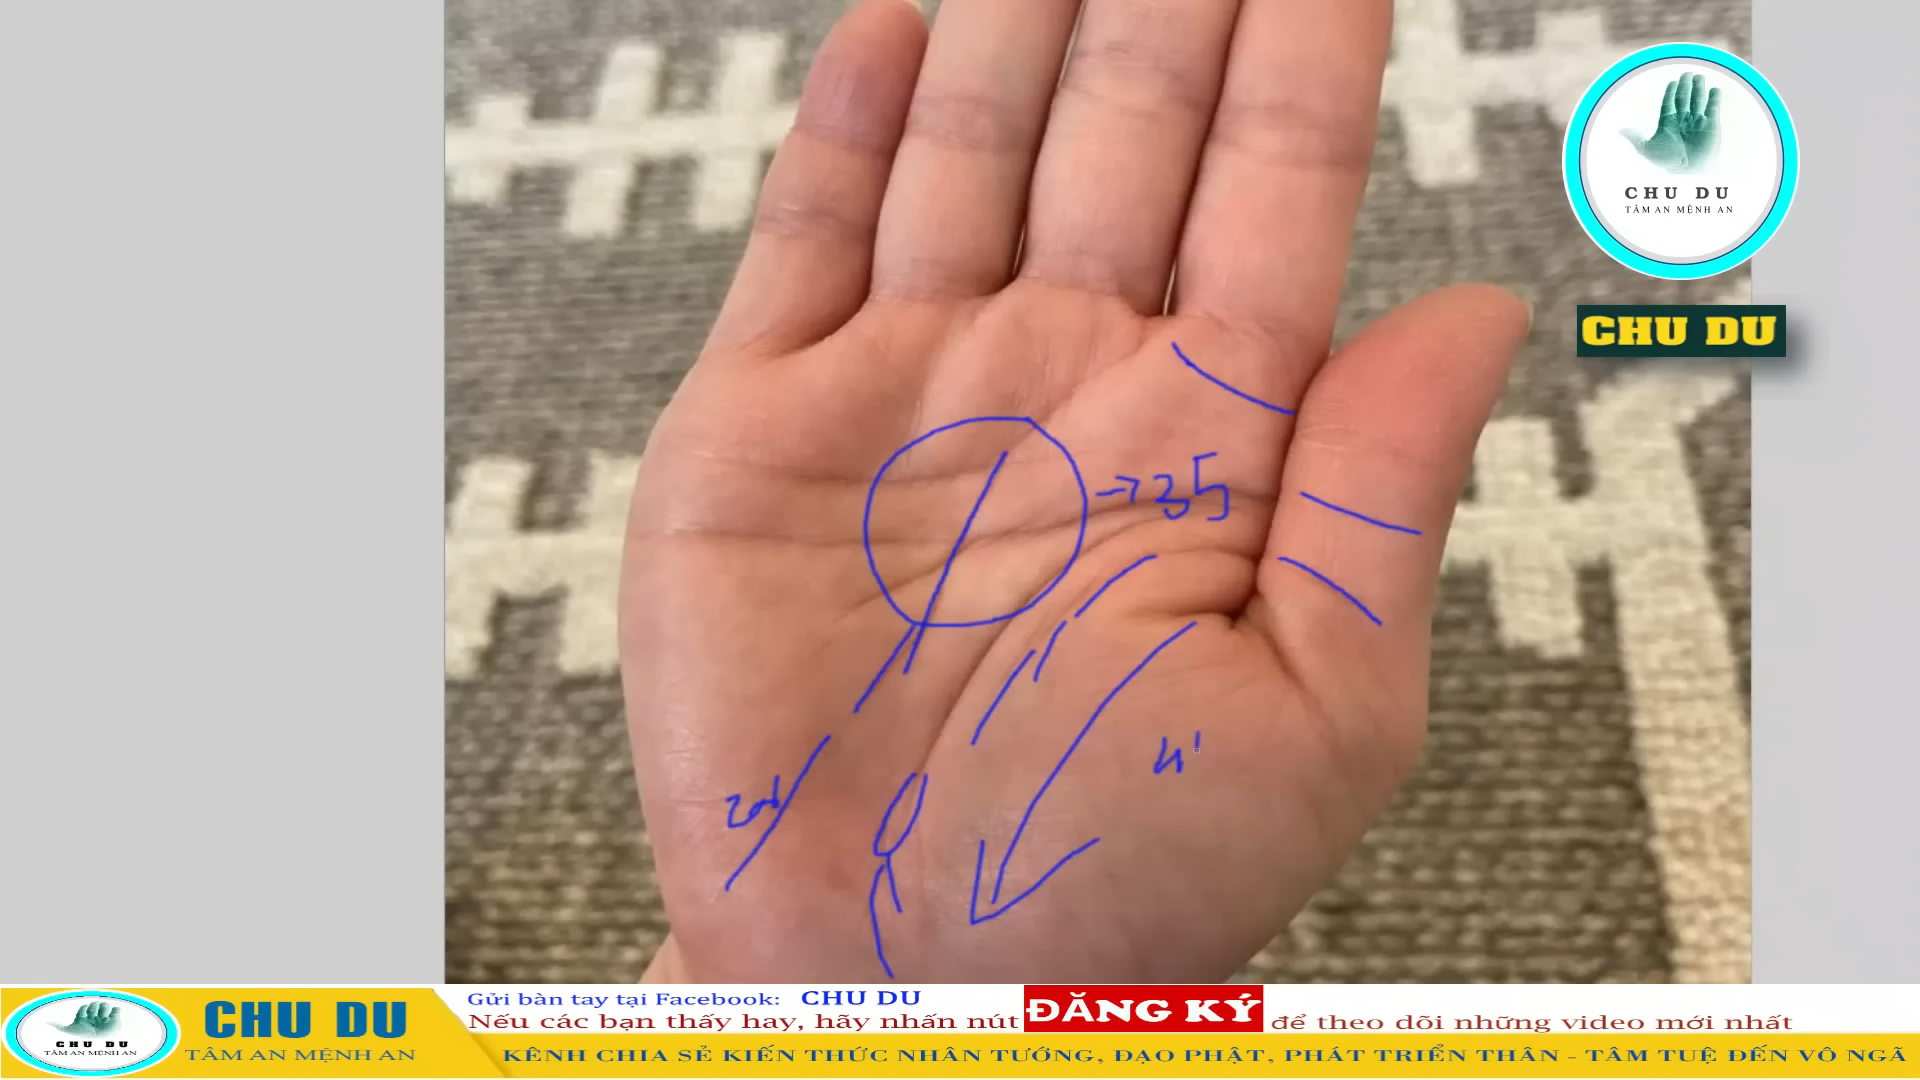 CHU DU
TÂM AN MỆNH AN
CHU DU
→35
CHU DU
TÂM AN MỆNH AN
CHU DU
TÂM AN MỆNH AN
Gửi bàn tay tại Facebook: CHU DU
Nếu các bạn thấy hay, hãy nhấn nút ĐĂNG KÝ để theo dõi những video mới nhất
KÊNH CHIA SẺ KIẾN THỨC NHÂN TƯỚNG, ĐẠO PHẬT, PHÁT TRIỂN THÂN - TÂM TUỆ ĐẾN VÔ NGÃ